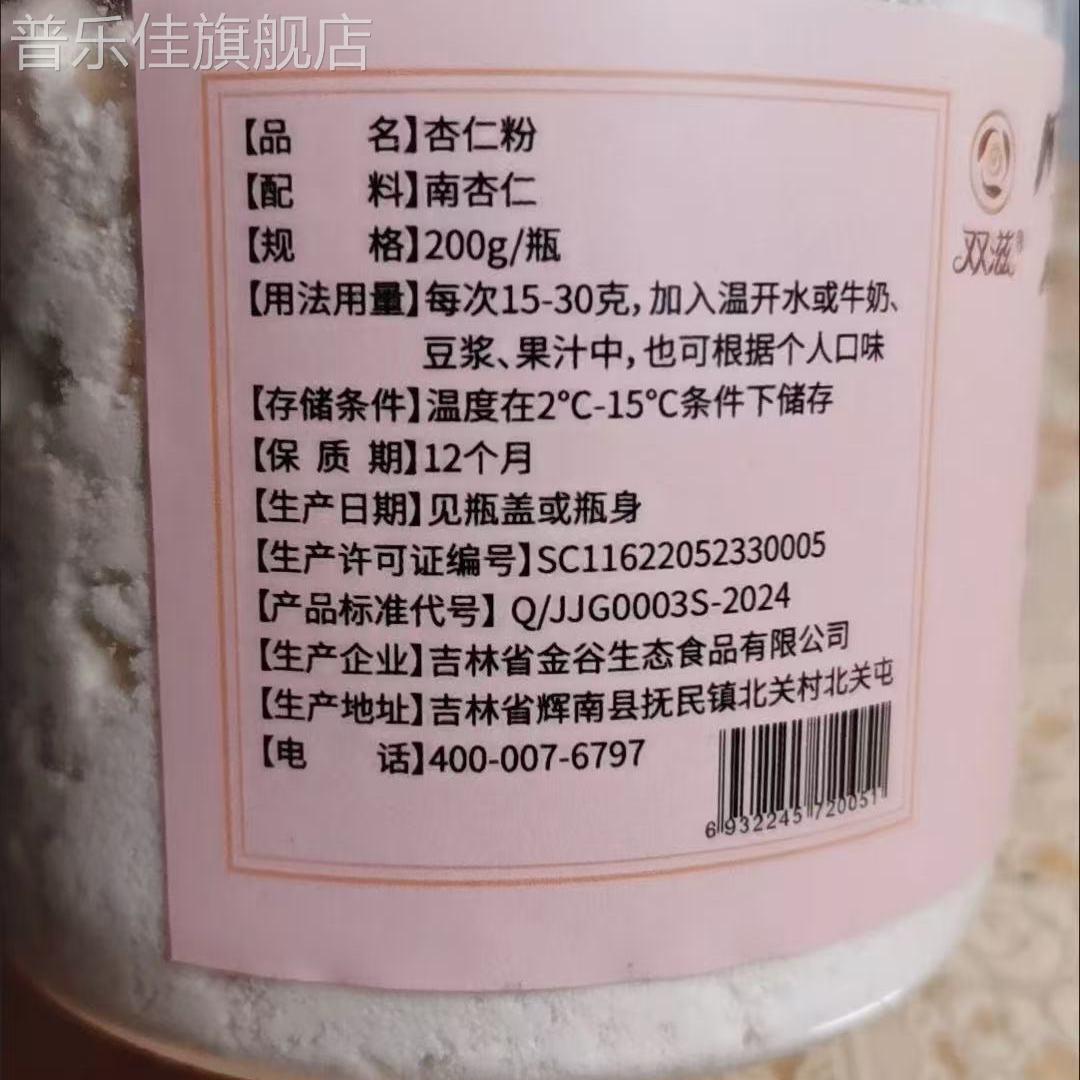 普乐佳旗舰店
【品 名】杏仁粉
【配 料】南杏仁
【规 格】200g/瓶
【用法用量】每次15-30克,加入温开水或牛奶、
豆浆、果汁中,也可根据个人口味
【存储条件】温度在2℃-15℃条件下储存
【保 质 期】12个月
【生产日期】见瓶盖或瓶身
【生产许可证编号】SC11622052330005
【产品标准代号】Q/JJG0003S-2024
【生产企业】吉林省金谷生态食品有限公司
【生产地址】吉林省辉南县抚民镇北关村北关屯
【电 话】400-007-6797
6 932245 720051
双滋